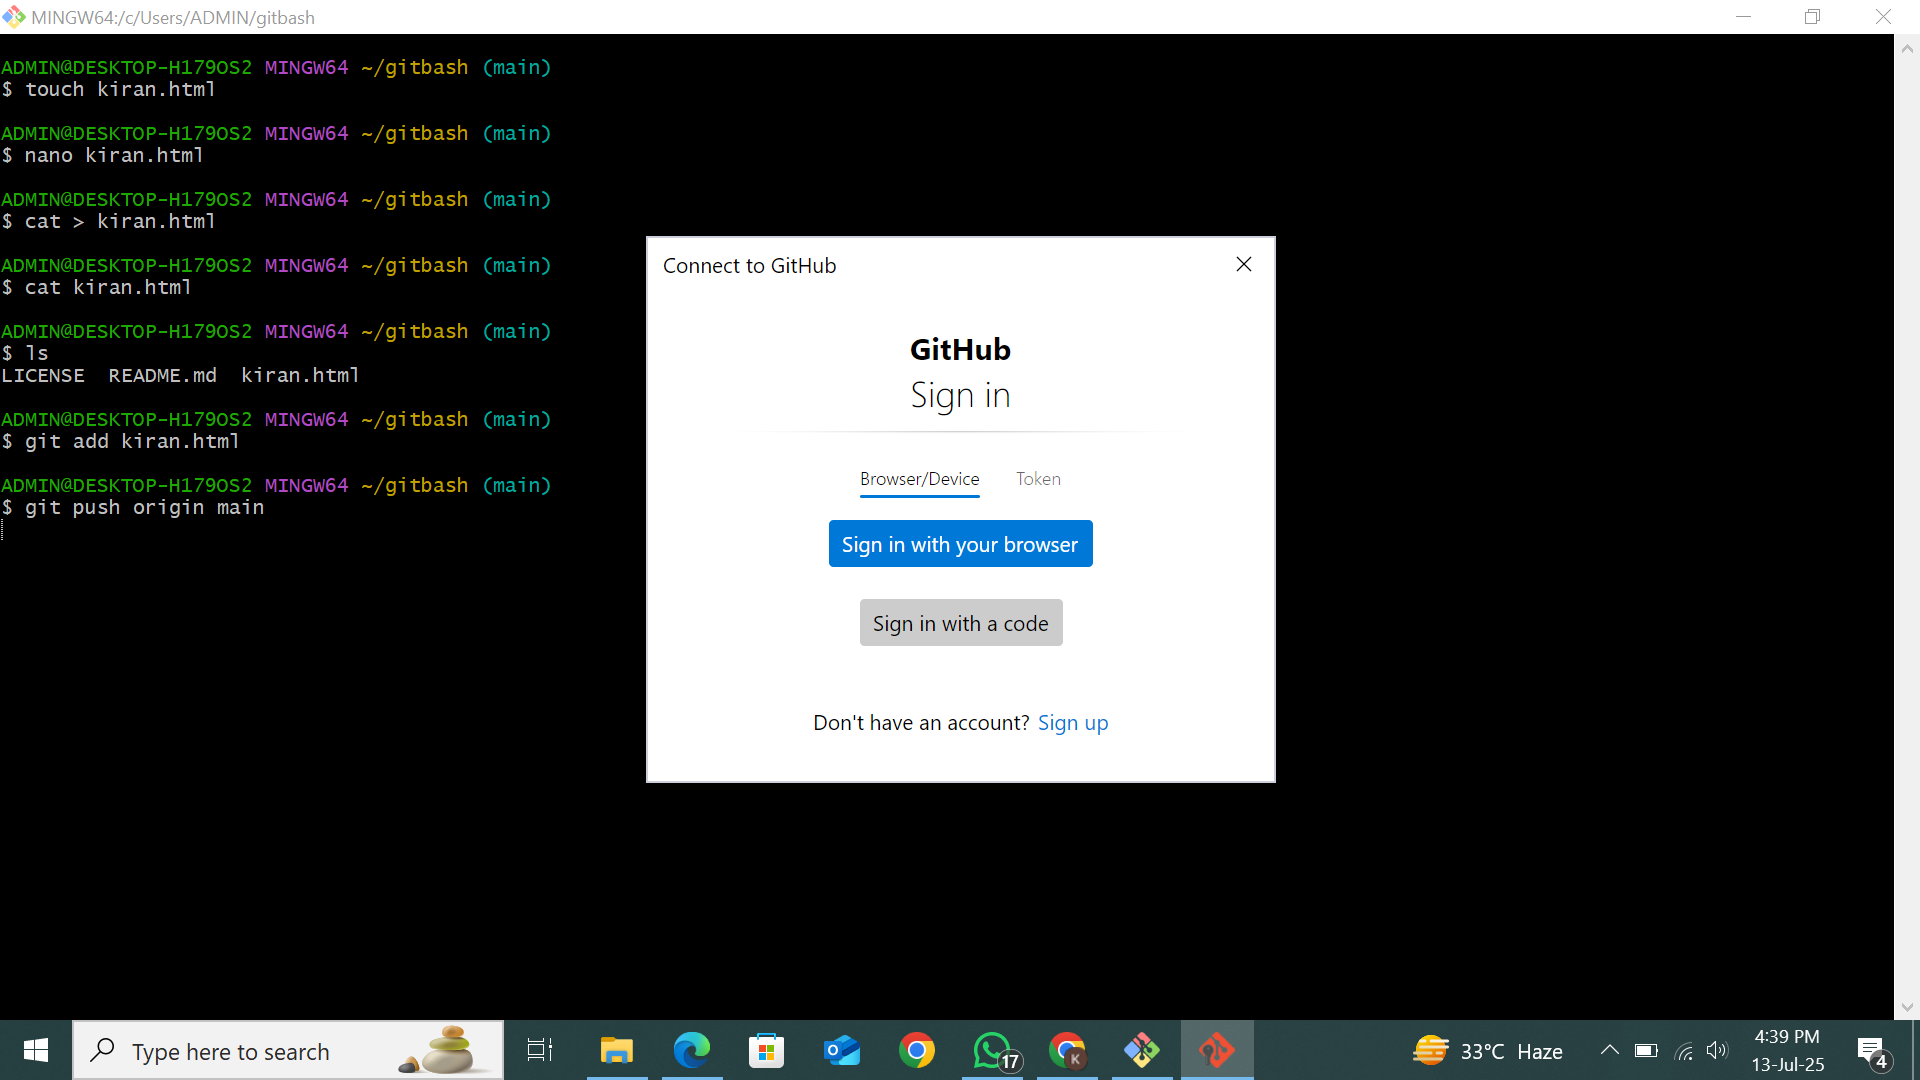 MINGW64:/c/Users/ADMIN/gitbash
ADMIN@DESKTOP-H179OS2 MINGW64 ~/gitbash (main)
$ touch kiran.html
ADMIN@DESKTOP-H179OS2 MINGW64 ~/gitbash (main)
$ nano kiran.html
ADMIN@DESKTOP-H179OS2 MINGW64 ~/gitbash (main)
$ cat > kiran.html
ADMIN@DESKTOP-H179OS2 MINGW64 ~/gitbash (main)
$ cat kiran.html
ADMIN@DESKTOP-H179OS2 MINGW64 ~/gitbash (main)
$ ls
LICENSE  README.md  kiran.html
ADMIN@DESKTOP-H179OS2 MINGW64 ~/gitbash (main)
$ git add kiran.html
ADMIN@DESKTOP-H179OS2 MINGW64 ~/gitbash (main)
$ git push origin main
Connect to GitHub
GitHub
Sign in
Browser/Device Token
Sign in with your browser
Sign in with a code
Don't have an account? Sign up
Type here to search
17
K
33°C Haze
4:39 PM
13-Jul-25
4